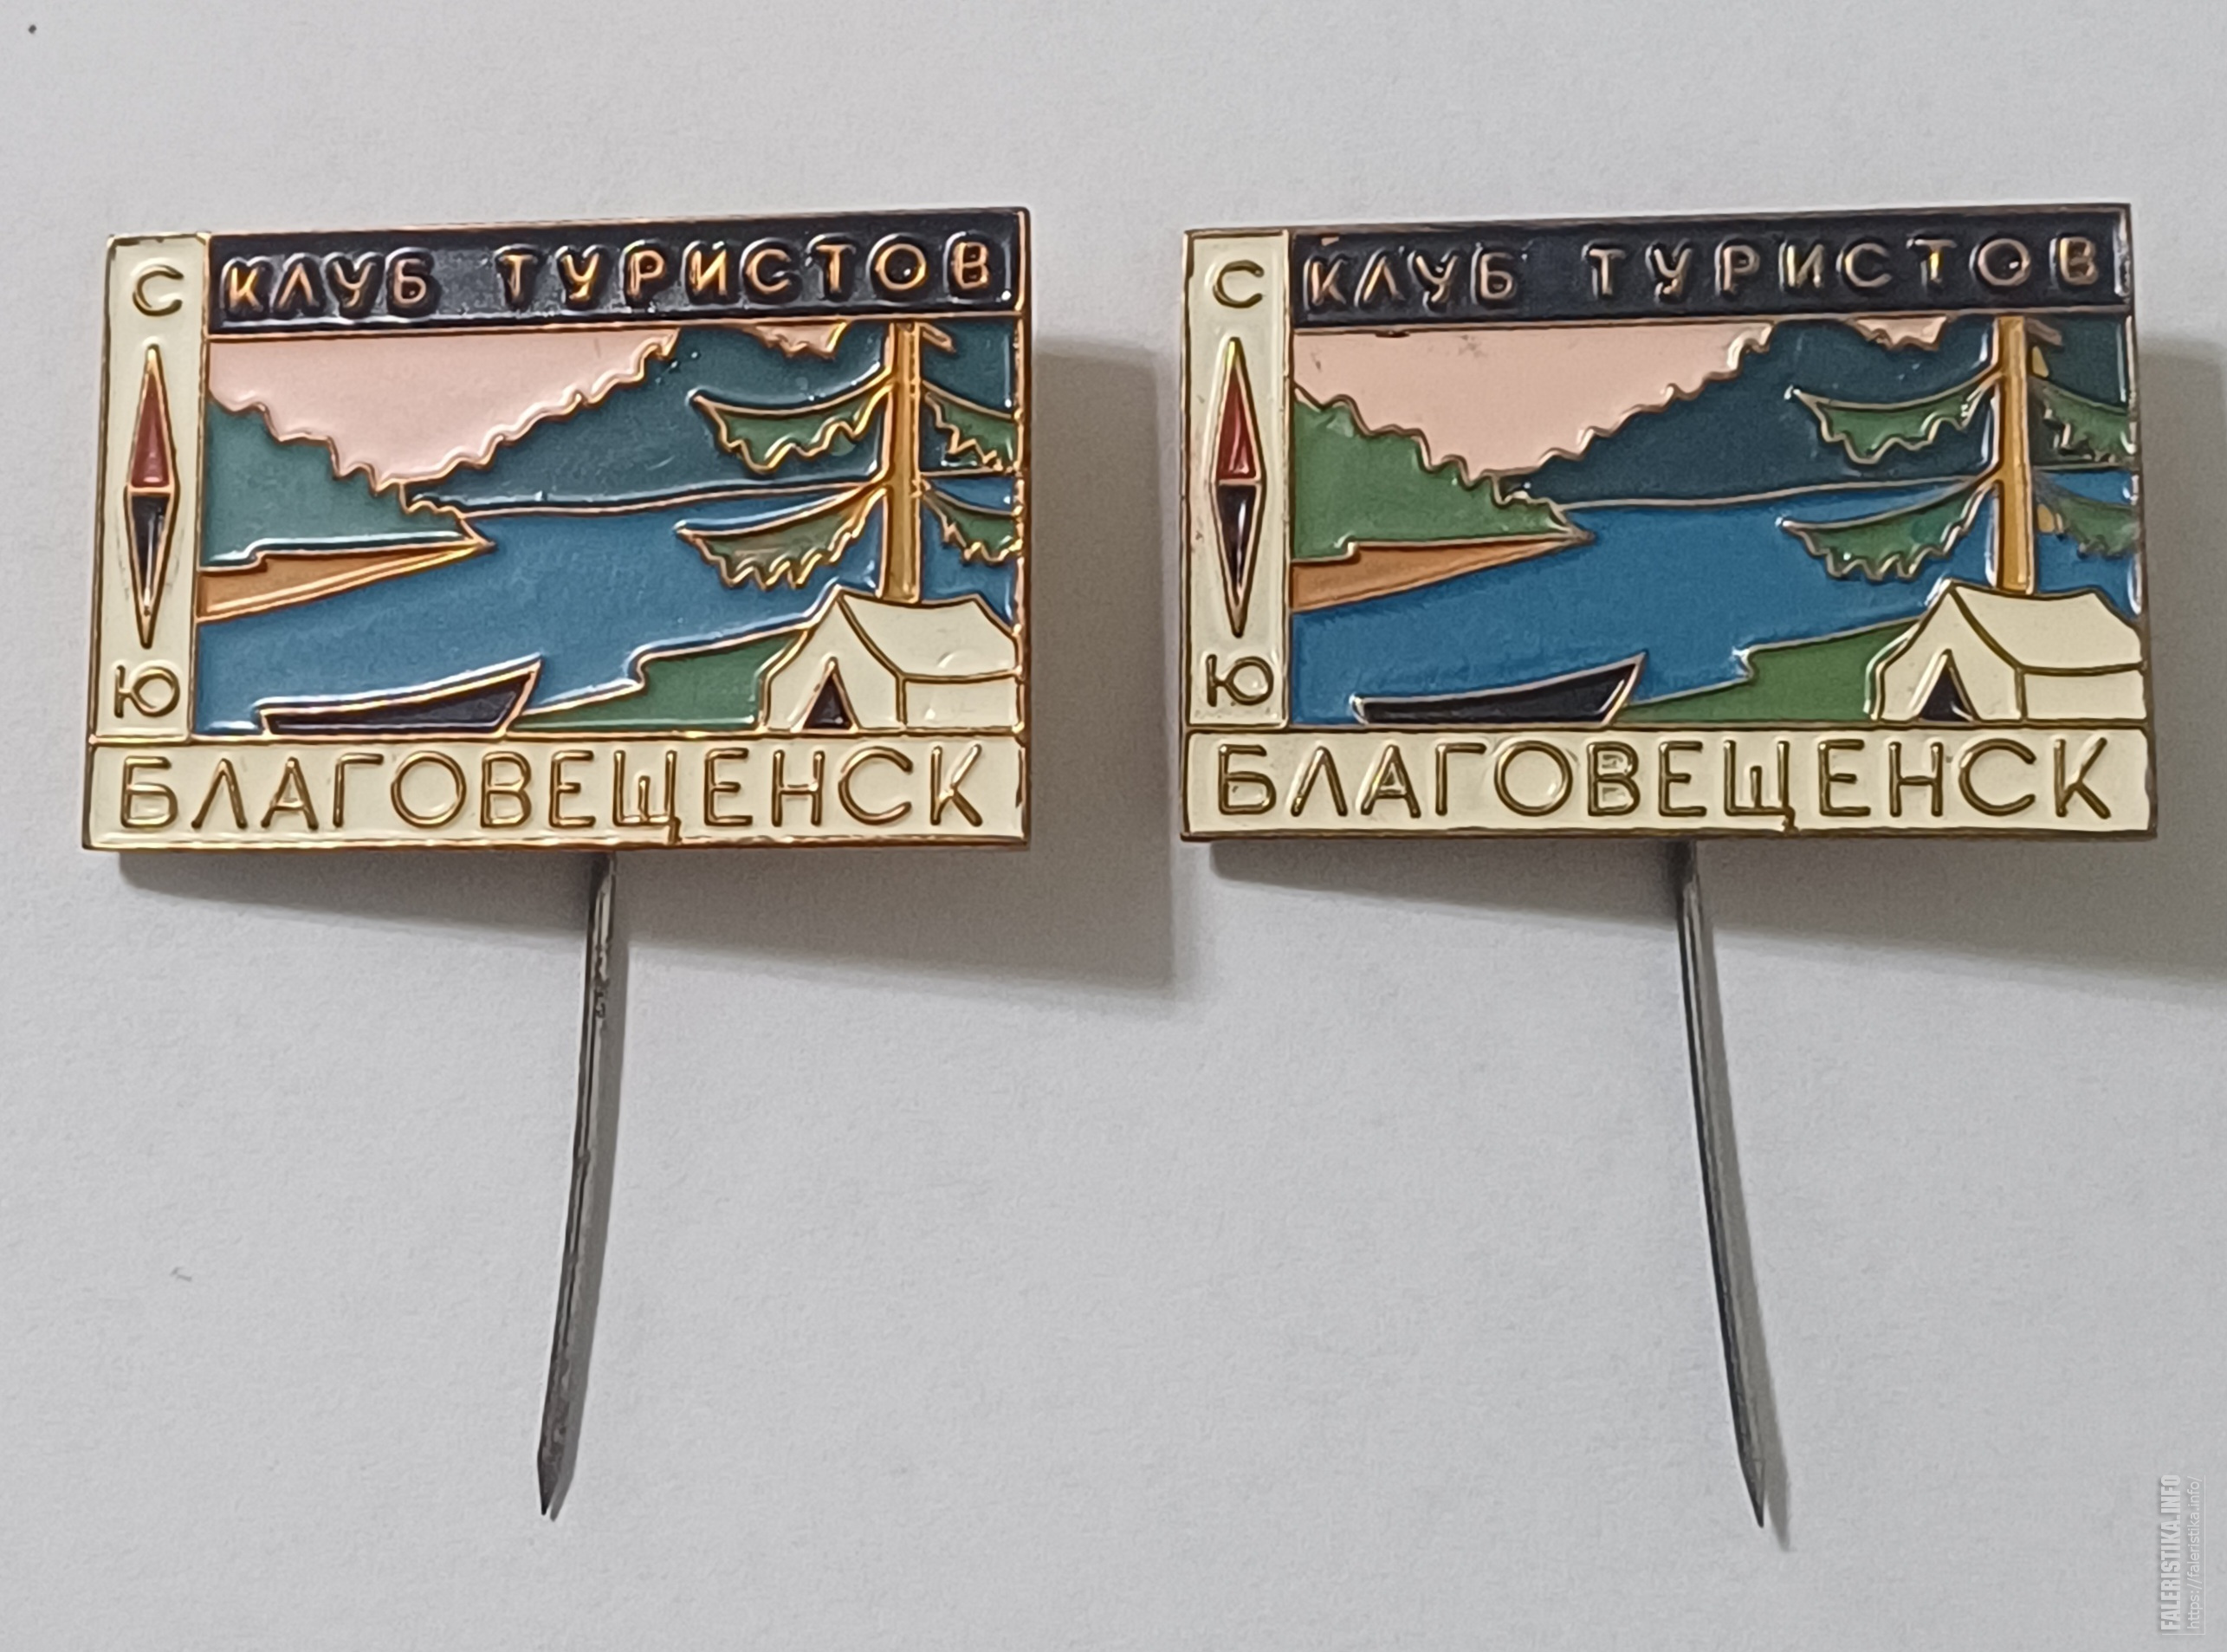 С
КЛУБ ТУРИСТОВ
Ю
БЛАГОВЕЩЕНСК
С
КЛУБ ТУРИСТОВ
Ю
БЛАГОВЕЩЕНСК
FALERISTIKA.INFO
https://faleristika.info/